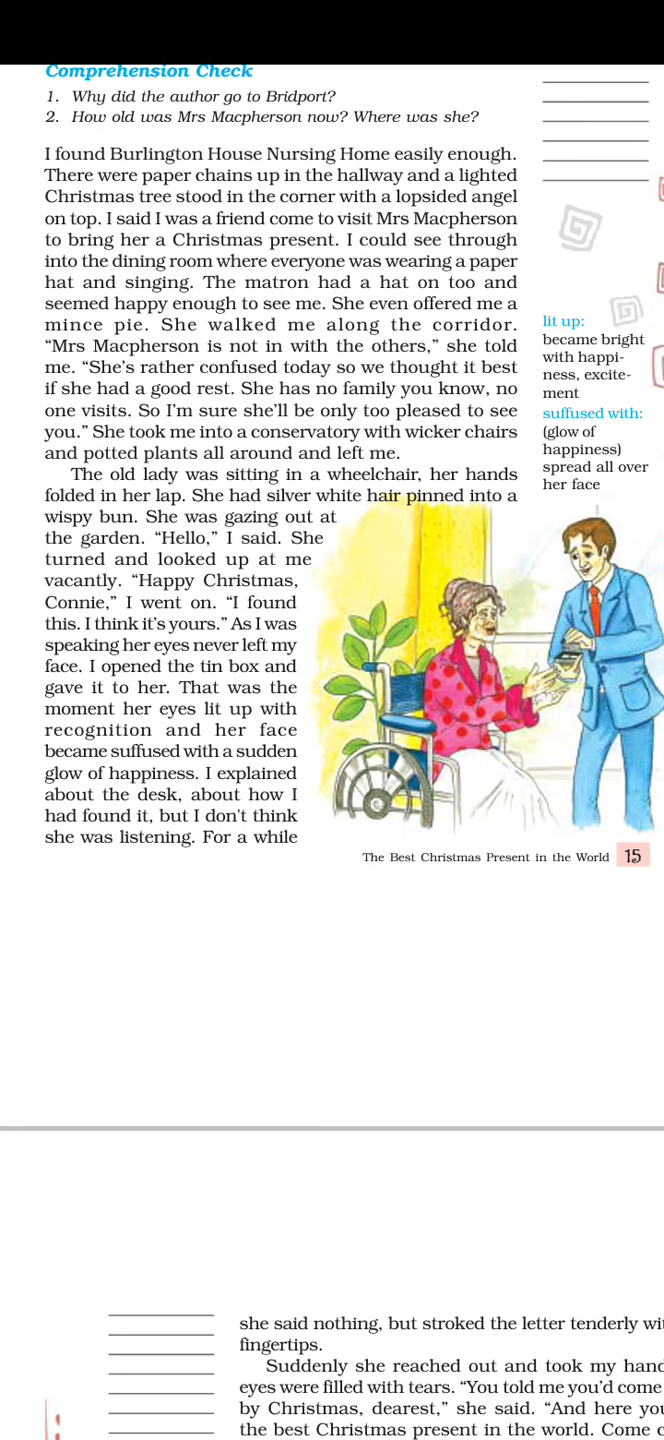 Comprehension Check
1. Why did the author go to Bridport?
2. How old was Mrs Macpherson now? Where was she?
I found Burlington House Nursing Home easily enough.
There were paper chains up in the hallway and a lighted
Christmas tree stood in the corner with a lopsided angel
on top. I said I was a friend come to visit Mrs Macpherson
to bring her a Christmas present. I could see through
into the dining room where everyone was wearing a paper
hat and singing. The matron had a hat on too and
seemed happy enough to see me. She even offered me a
mince pie. She walked me along the corridor.
“Mrs Macpherson is not in with the others,” she told
me. “She’s rather confused today so we thought it best
if she had a good rest. She has no family you know, no
one visits. So I’m sure she’ll be only too pleased to see
you.” She took me into a conservatory with wicker chairs
and potted plants all around and left me.
The old lady was sitting in a wheelchair, her hands
folded in her lap. She had silver white hair pinned into a
wispy bun. She was gazing out at
the garden. “Hello,” I said. She
turned and looked up at me
vacantly. “Happy Christmas,
Connie,” I went on. “I found
this. I think it’s yours.” As I was
speaking her eyes never left my
face. I opened the tin box and
gave it to her. That was the
moment her eyes lit up with
recognition and her face
became suffused with a sudden
glow of happiness. I explained
about the desk, about how I
had found it, but I don't think
she was listening. For a while
lit up:
became bright
with happi-
ness, excite-
ment
suffused with:
(glow of
happiness)
spread all over
her face
The Best Christmas Present in the World 15
she said nothing, but stroked the letter tenderly
fingertips.
Suddenly she reached out and took my hand
eyes were filled with tears. “You told me you’d come
by Christmas, dearest,” she said. “And here
the best Christmas present in the world. Come